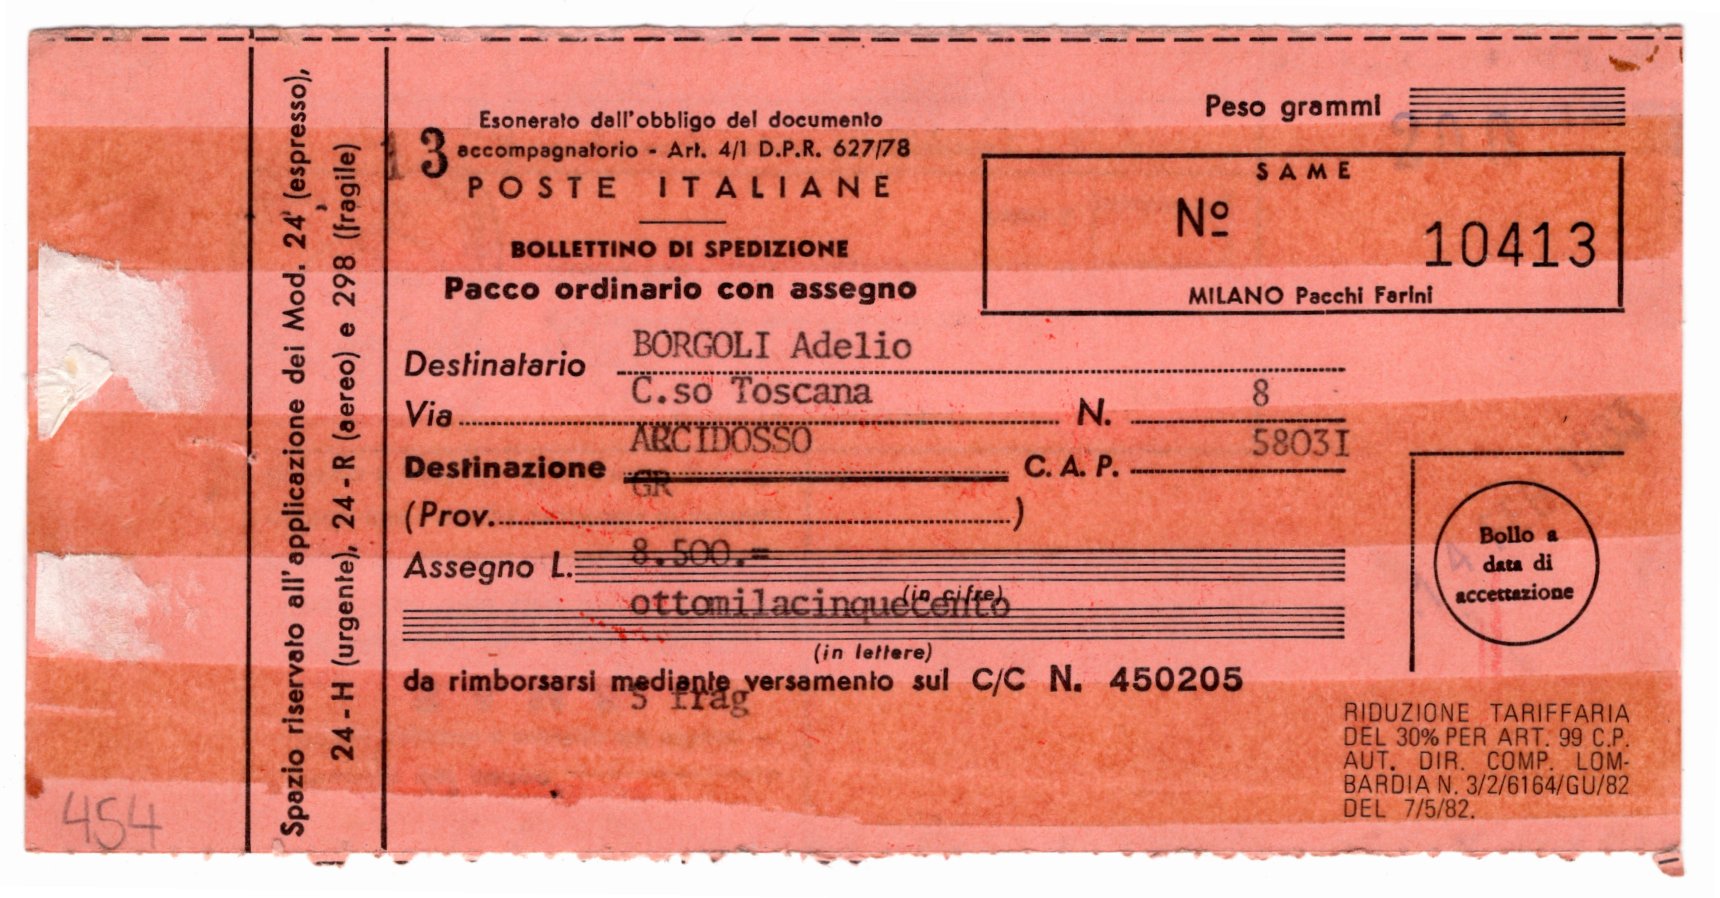 Spazio riservato all'applicazione dei Mod. 24' (espresso),
24-H (urgente), 24-R (aereo) e 298 (fragile)
13
Esonerato dall'obbligo del documento
accompagnatorio - Art. 4/1 D.P.R. 627/78
POSTE ITALIANE
BOLLETTINO DI SPEDIZIONE
Pacco ordinario con assegno
Peso grammi
SAME
Nº 10413
MILANO Pacchi Farini
Destinatario BORGOLI Adelio
Via C.so Toscana N. 8
Destinazione ARCIDOSSO C.A.P. 5803I
(Prov. GR )
Assegno L. 8.500.=
(in cifre)
ottomilacinquecento
(in lettere)
da rimborsarsi mediante versamento sul C/C N. 450205
5 frag
Bollo a
data di
accettazione
RIDUZIONE TARIFFARIA
DEL 30% PER ART. 99 C.P.
AUT. DIR. COMP. LOM-
BARDIA N. 3/2/6164/GU/82
DEL 7/5/82.
454